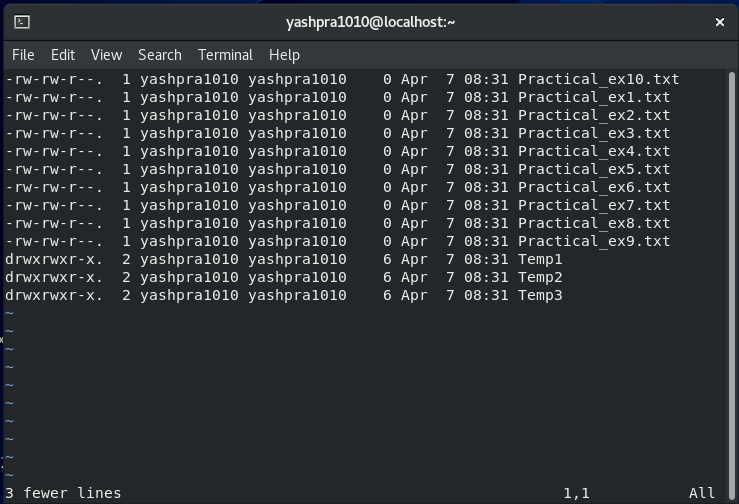 yashpra1010@localhost:~
File Edit View Search Terminal Help
-rw-rw-r--.  1 yashpra1010 yashpra1010    0 Apr  7 08:31 Practical_ex10.txt
-rw-rw-r--.  1 yashpra1010 yashpra1010    0 Apr  7 08:31 Practical_ex1.txt
-rw-rw-r--.  1 yashpra1010 yashpra1010    0 Apr  7 08:31 Practical_ex2.txt
-rw-rw-r--.  1 yashpra1010 yashpra1010    0 Apr  7 08:31 Practical_ex3.txt
-rw-rw-r--.  1 yashpra1010 yashpra1010    0 Apr  7 08:31 Practical_ex4.txt
-rw-rw-r--.  1 yashpra1010 yashpra1010    0 Apr  7 08:31 Practical_ex5.txt
-rw-rw-r--.  1 yashpra1010 yashpra1010    0 Apr  7 08:31 Practical_ex6.txt
-rw-rw-r--.  1 yashpra1010 yashpra1010    0 Apr  7 08:31 Practical_ex7.txt
-rw-rw-r--.  1 yashpra1010 yashpra1010    0 Apr  7 08:31 Practical_ex8.txt
-rw-rw-r--.  1 yashpra1010 yashpra1010    0 Apr  7 08:31 Practical_ex9.txt
drwxrwxr-x.  2 yashpra1010 yashpra1010    6 Apr  7 08:31 Temp1
drwxrwxr-x.  2 yashpra1010 yashpra1010    6 Apr  7 08:31 Temp2
drwxrwxr-x.  2 yashpra1010 yashpra1010    6 Apr  7 08:31 Temp3
~
~
~
~
~
~
~
~
~
~
3 fewer lines 1,1 All